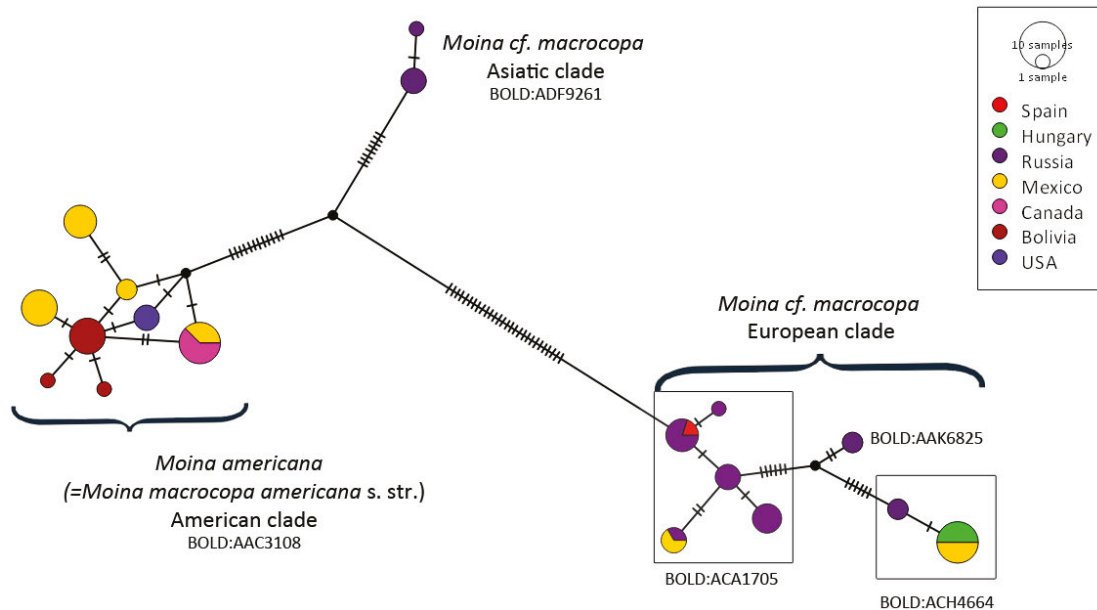 Moina cf. macrocopa
Asiatic clade
BOLD:ADF9261
10 samples
1 sample
Spain
Hungary
Russia
Mexico
Canada
Bolivia
USA
Moina cf. macrocopa
European clade
BOLD:AAK6825
Moina americana
(=Moina macrocopa americana s. str.)
American clade
BOLD:AAC3108
BOLD:ACA1705
BOLD:ACH4664